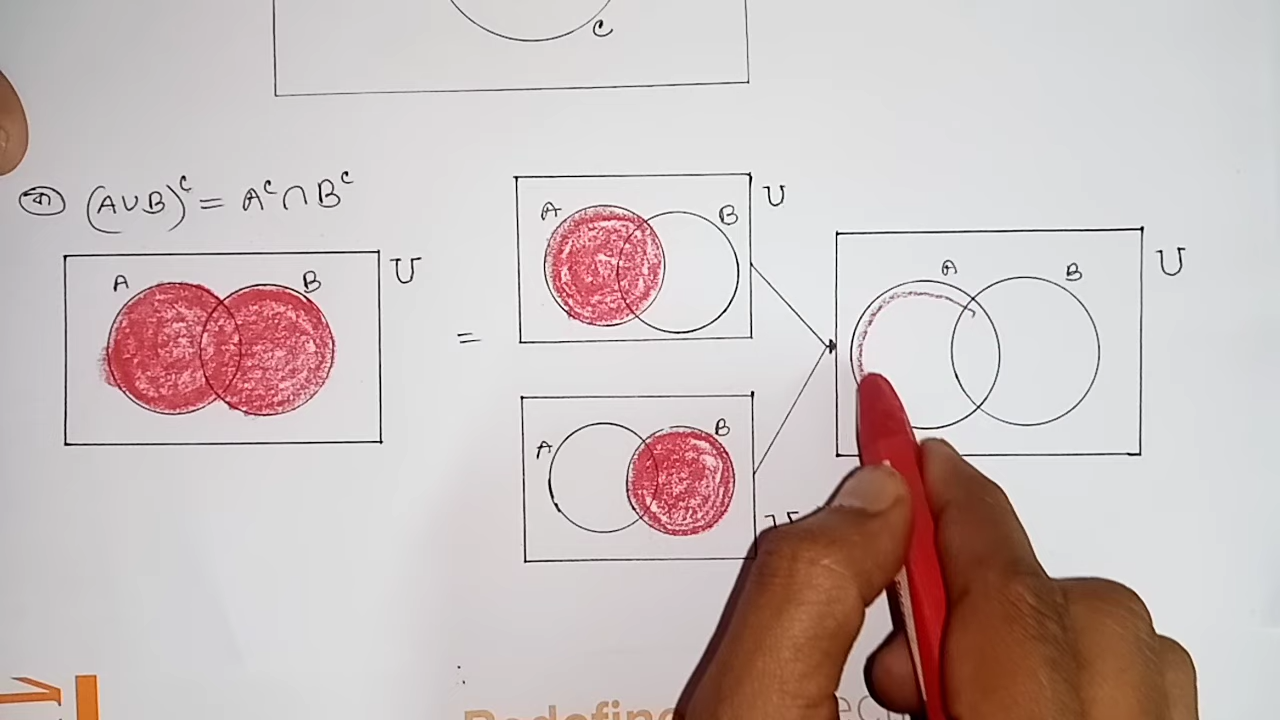 C
(A∪B)ᶜ = Aᶜ∩Bᶜ
A B U
=
A B U
A B
A B U